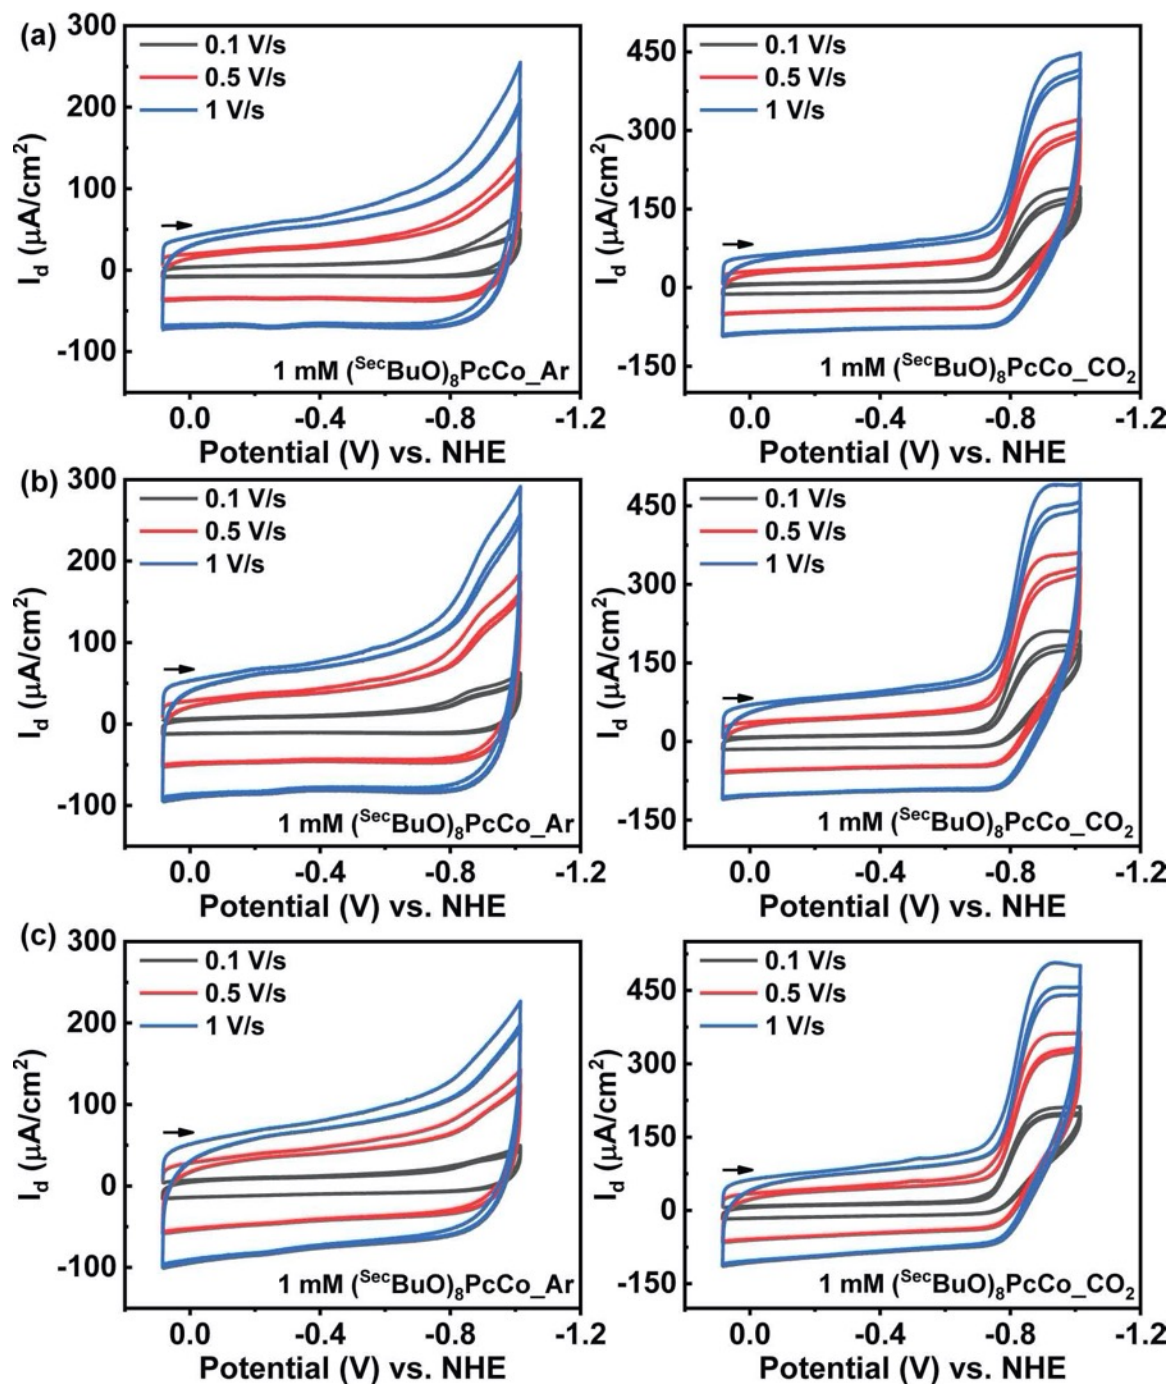 (a)
300
200
100
0
-100
I_d (μA/cm²)
0.1 V/s
0.5 V/s
1 V/s
1 mM (^SecBuO)₈PcCo_Ar
0.0 -0.4 -0.8 -1.2
Potential (V) vs. NHE
450
300
150
0
-150
I_d (μA/cm²)
0.1 V/s
0.5 V/s
1 V/s
1 mM (^SecBuO)₈PcCo_CO₂
0.0 -0.4 -0.8 -1.2
Potential (V) vs. NHE
(b)
300
200
100
0
-100
I_d (μA/cm²)
0.1 V/s
0.5 V/s
1 V/s
1 mM (^SecBuO)₈PcCo_Ar
0.0 -0.4 -0.8 -1.2
Potential (V) vs. NHE
450
300
150
0
-150
I_d (μA/cm²)
0.1 V/s
0.5 V/s
1 V/s
1 mM (^SecBuO)₈PcCo_CO₂
0.0 -0.4 -0.8 -1.2
Potential (V) vs. NHE
(c)
300
200
100
0
-100
I_d (μA/cm²)
0.1 V/s
0.5 V/s
1 V/s
1 mM (^SecBuO)₈PcCo_Ar
0.0 -0.4 -0.8 -1.2
Potential (V) vs. NHE
450
300
150
0
-150
I_d (μA/cm²)
0.1 V/s
0.5 V/s
1 V/s
1 mM (^SecBuO)₈PcCo_CO₂
0.0 -0.4 -0.8 -1.2
Potential (V) vs. NHE